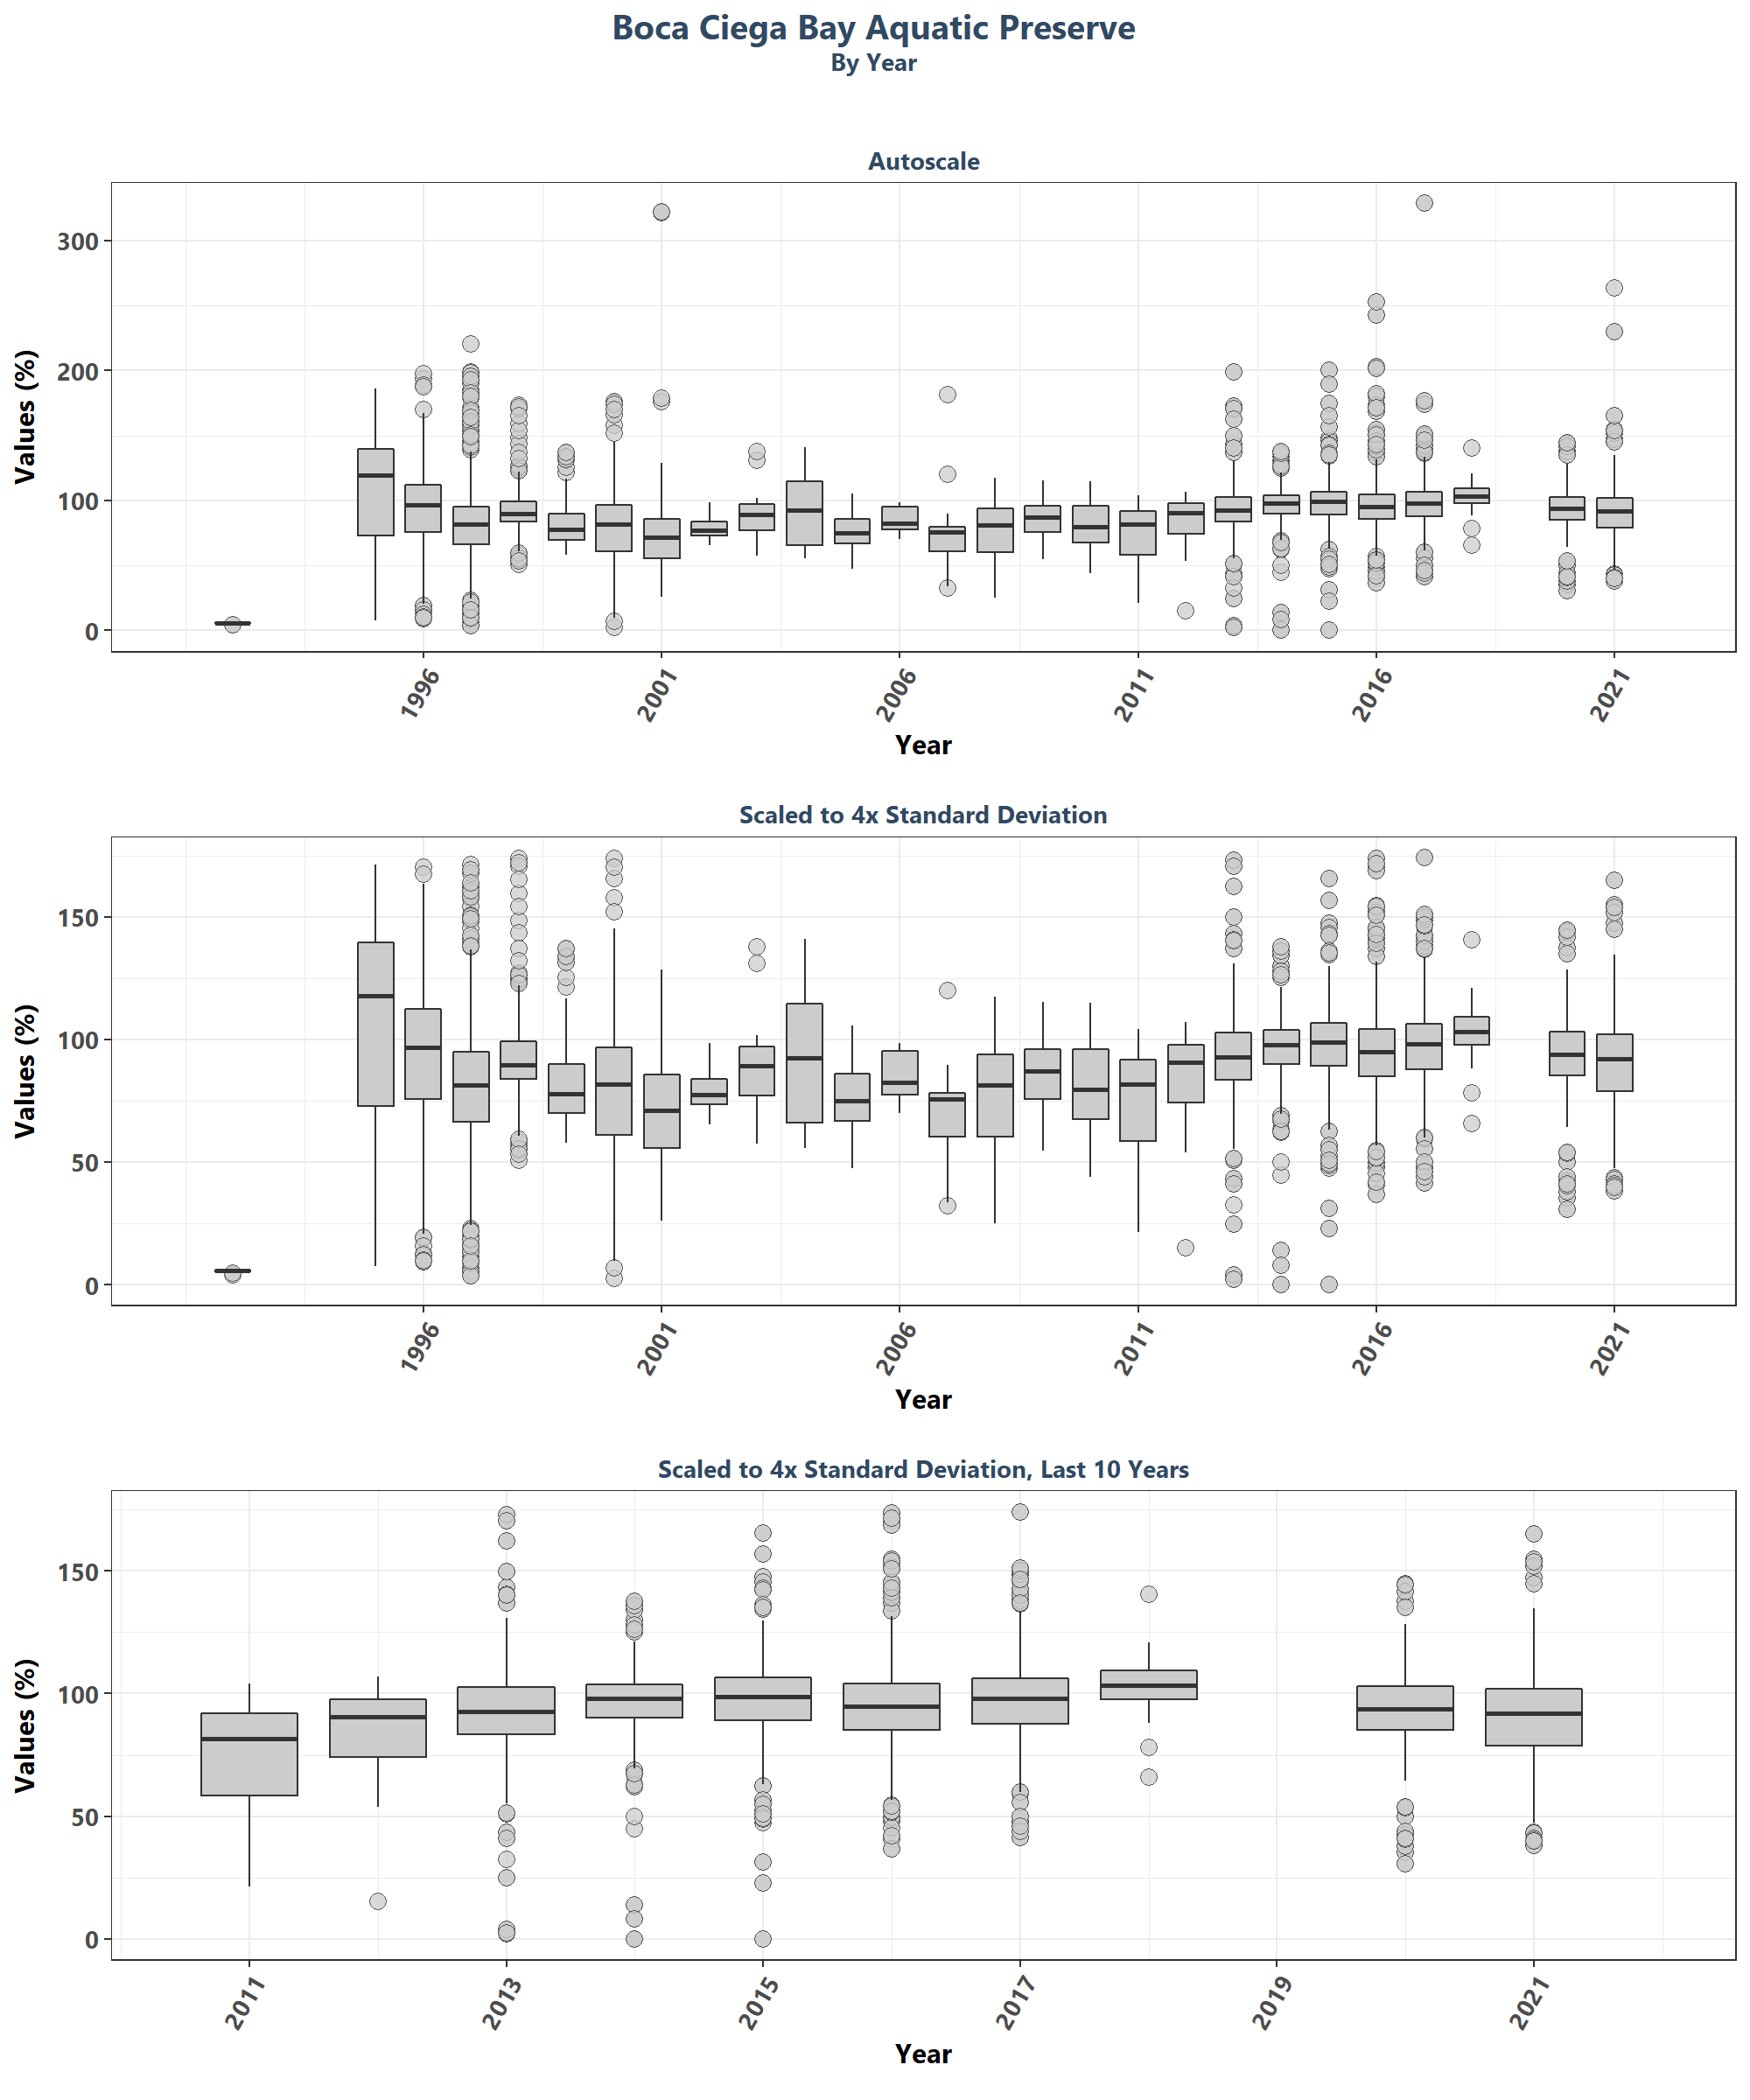 Boca Ciega Bay Aquatic Preserve
By Year
Autoscale
Values (%)
300
200
100
0
1996
2001
2006
2011
2016
2021
Year
Scaled to 4x Standard Deviation
Values (%)
150
100
50
0
1996
2001
2006
2011
2016
2021
Year
Scaled to 4x Standard Deviation, Last 10 Years
Values (%)
150
100
50
0
2011
2013
2015
2017
2019
2021
Year